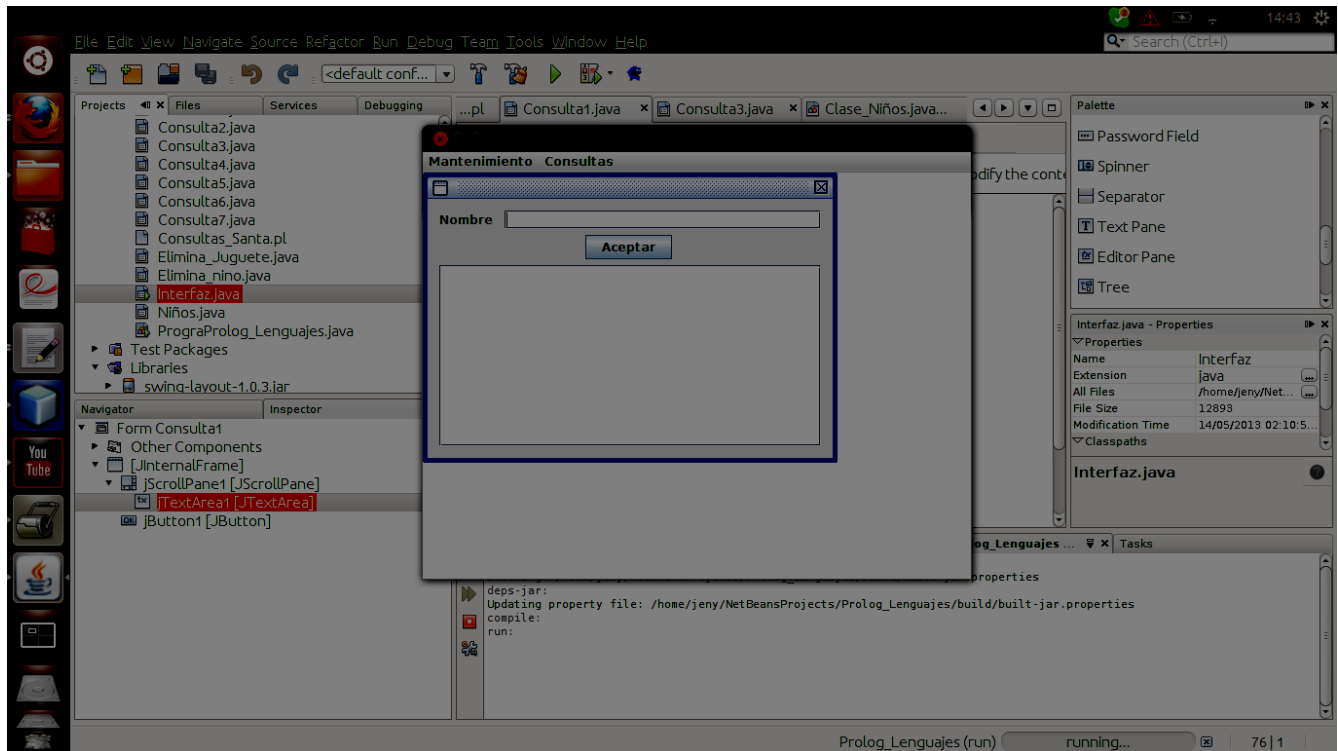 14:43
File Edit View Navigate Source Refactor Run Debug Team Tools Window Help
Search (Ctrl+I)
<default conf...
Projects Files Services Debugging
Consulta2.java
Consulta3.java
Consulta4.java
Consulta5.java
Consulta6.java
Consulta7.java
Consultas_Santa.pl
Elimina_Juguete.java
Elimina_nino.java
Interfaz.java
Niños.java
PrograProlog_Lenguajes.java
Test Packages
Libraries
swing-layout-1.0.3.jar
Navigator Inspector
Form Consulta1
Other Components
[JInternalFrame]
jScrollPane1 [JScrollPane]
jTextArea1 [JTextArea]
jButton1 [JButton]
You
Tube
...pl Consulta1.java Consulta3.java Clase_Niños.java...
Mantenimiento Consultas
Nombre
Aceptar
odify the conte
Palette
Password Field
Spinner
Separator
Text Pane
Editor Pane
Tree
Interfaz.java - Properties
Properties
Name Interfaz
Extension java
All Files /home/jeny/Net...
File Size 12893
Modification Time 14/05/2013 02:10:5...
Classpaths
Interfaz.java
og_Lenguajes ... Tasks
properties
deps-jar:
Updating property file: /home/jeny/NetBeansProjects/Prolog_Lenguajes/build/built-jar.properties
compile:
run:
Prolog_Lenguajes (run) running... 76|1